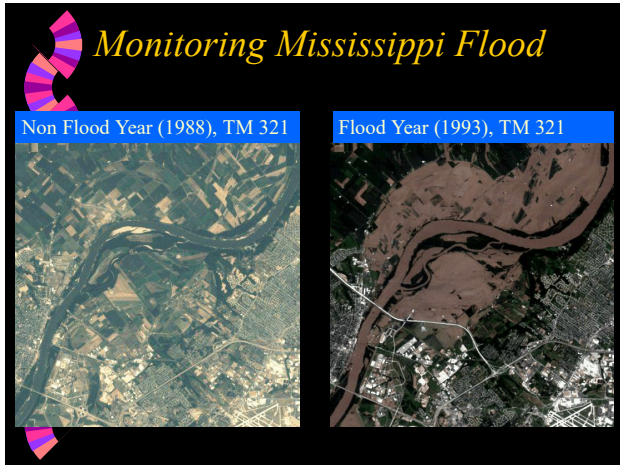 Monitoring Mississippi Flood
Non Flood Year (1988), TM 321
Flood Year (1993), TM 321